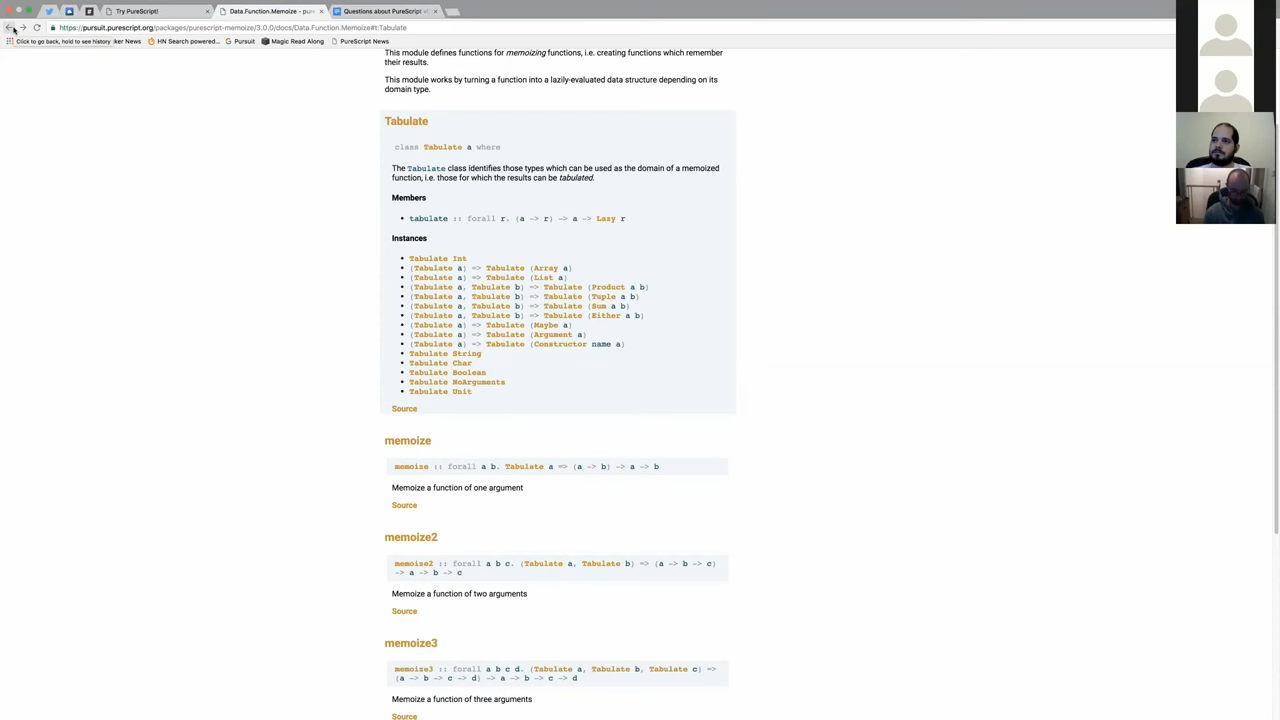 Try PureScript!
Data.Function.Memoize - pur
Questions about PureScript
https://pursuit.purescript.org/packages/purescript-memoize/3.0.0/docs/Data.Function.Memoize#t:Tabulate
Click to go back, hold to see history
ker News
HN Search powered...
Pursuit
Magic Read Along
PureScript News
This module defines functions for memoizing functions, i.e. creating functions which remember
their results.
This module works by turning a function into a lazily-evaluated data structure depending on its
domain type.
Tabulate
class Tabulate a where
The Tabulate class identifies those types which can be used as the domain of a memoized
function, i.e. those for which the results can be tabulated.
Members
• tabulate :: forall r. (a -> r) -> a -> Lazy r
Instances
• Tabulate Int
• (Tabulate a) => Tabulate (Array a)
• (Tabulate a) => Tabulate (List a)
• (Tabulate a, Tabulate b) => Tabulate (Product a b)
• (Tabulate a, Tabulate b) => Tabulate (Tuple a b)
• (Tabulate a, Tabulate b) => Tabulate (Sum a b)
• (Tabulate a, Tabulate b) => Tabulate (Either a b)
• (Tabulate a) => Tabulate (Maybe a)
• (Tabulate a) => Tabulate (Argument a)
• (Tabulate a) => Tabulate (Constructor name a)
• Tabulate String
• Tabulate Char
• Tabulate Boolean
• Tabulate NoArguments
• Tabulate Unit
Source
memoize
memoize :: forall a b. Tabulate a => (a -> b) -> a -> b
Memoize a function of one argument
Source
memoize2
memoize2 :: forall a b c. (Tabulate a, Tabulate b) => (a -> b -> c)
-> a -> b -> c
Memoize a function of two arguments
Source
memoize3
memoize3 :: forall a b c d. (Tabulate a, Tabulate b, Tabulate c) =>
(a -> b -> c -> d) -> a -> b -> c -> d
Memoize a function of three arguments
Source